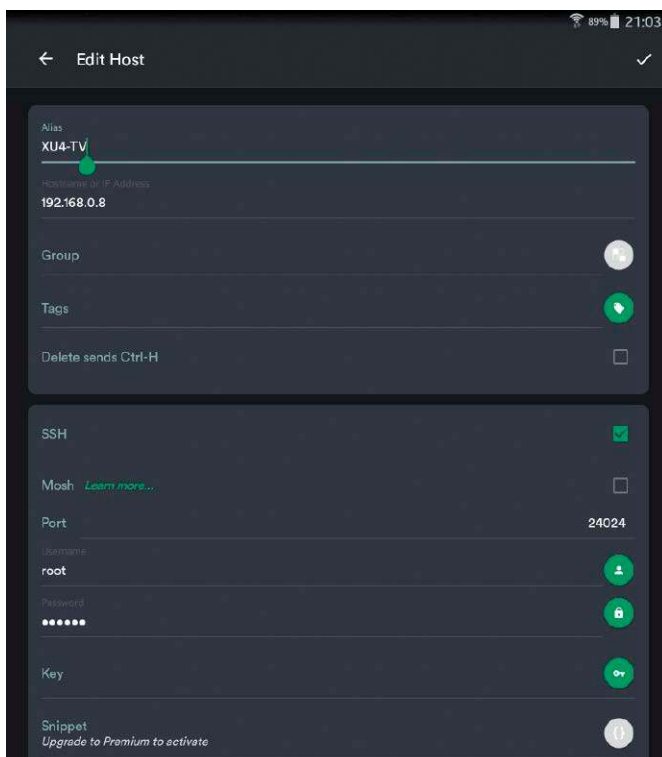 89% 21:03
Edit Host
Alias
XU4-TV
Hostname or IP Address
192.168.0.8
Group
Tags
Delete sends Ctrl-H
SSH
Mosh Learn more...
Port 24024
Username
root
Password
••••••
Key
Snippet
Upgrade to Premium to activate